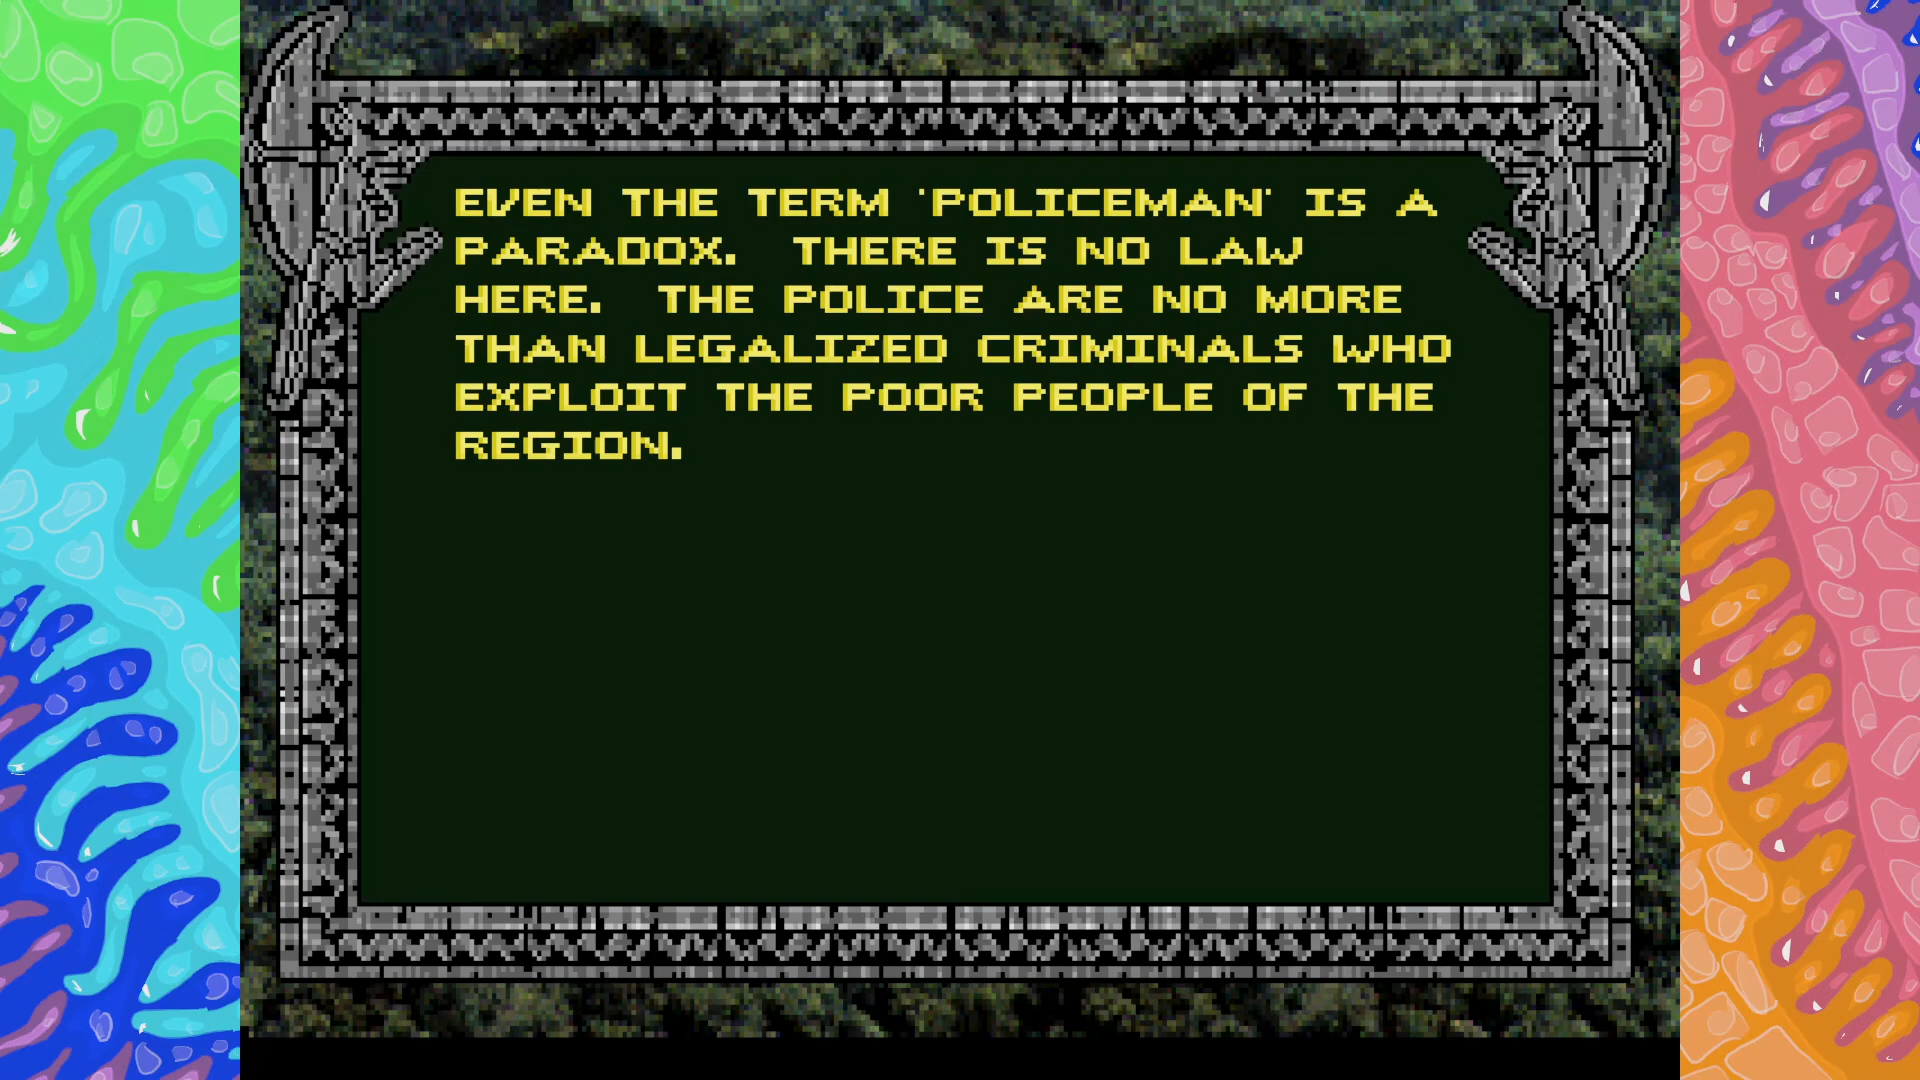 EVEN THE TERM 'POLICEMAN' IS A
PARADOX.  THERE IS NO LAW
HERE.  THE POLICE ARE NO MORE
THAN LEGALIZED CRIMINALS WHO
EXPLOIT THE POOR PEOPLE OF THE
REGION.